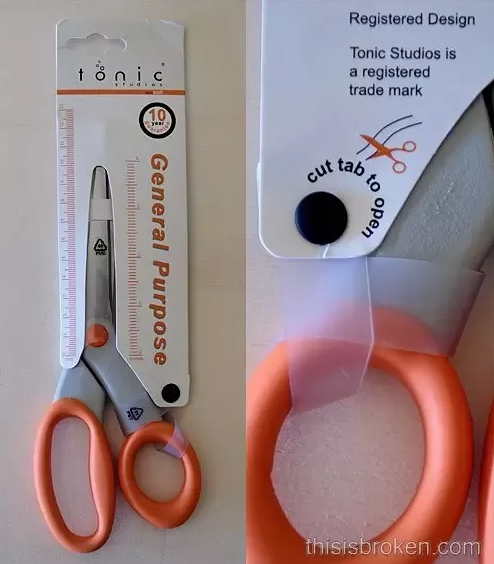 tonic
studios
10
year
guarantee
General Purpose
Registered Design
Tonic Studios is
a registered
trade mark
cut tab to open
thisisbroken.com